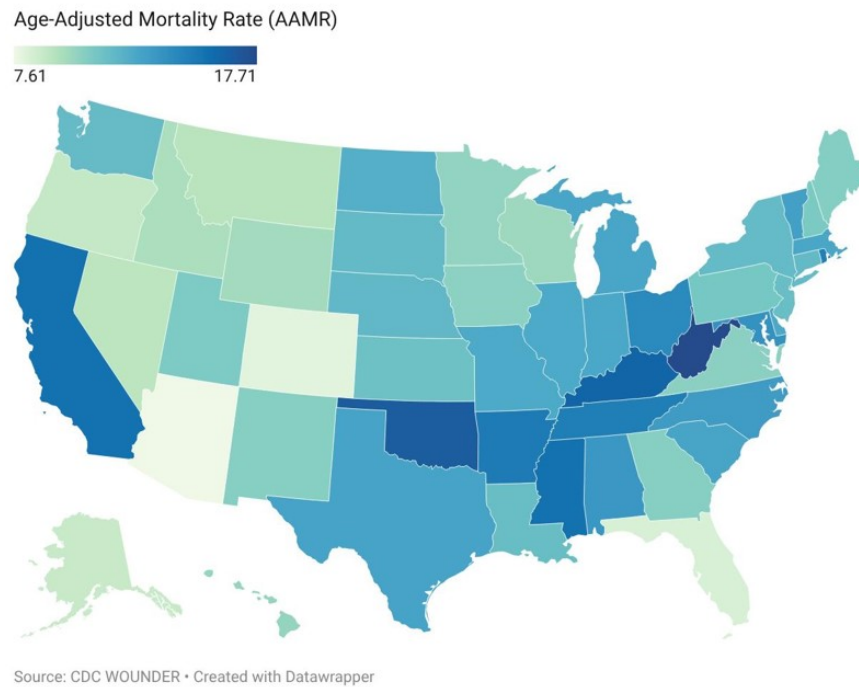 Age-Adjusted Mortality Rate (AAMR)
7.61 17.71
Source: CDC WOUNDER • Created with Datawrapper